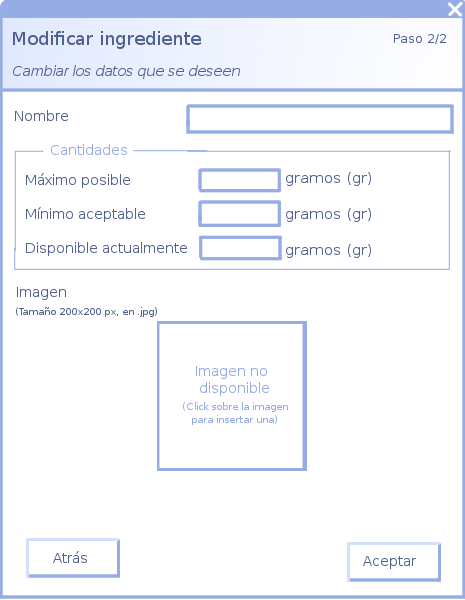 Modificar ingrediente
Paso 2/2
Cambiar los datos que se deseen
Nombre
Cantidades
Máximo posible gramos (gr)
Mínimo aceptable gramos (gr)
Disponible actualmente gramos (gr)
Imagen
(Tamaño 200x200 px, en .jpg)
Imagen no
disponible
(Click sobre la imagen
para insertar una)
Atrás
Aceptar